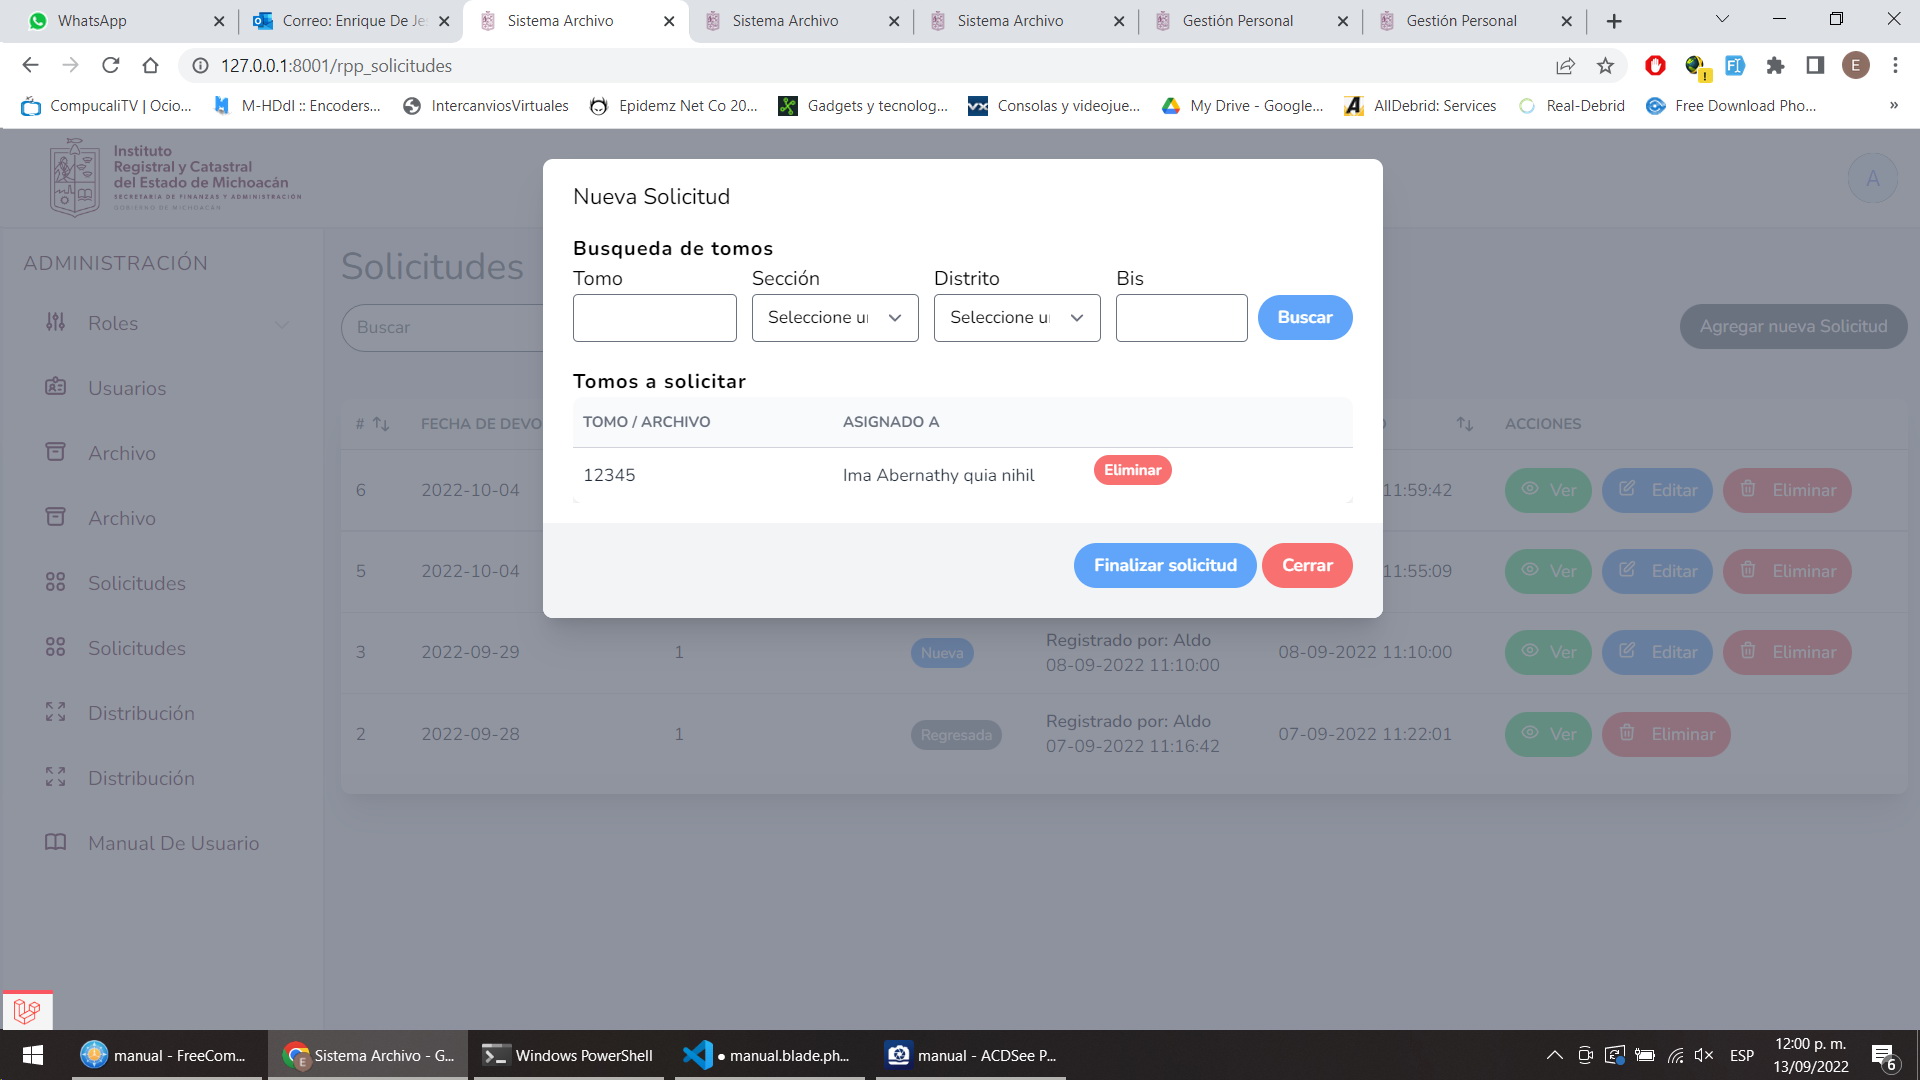 WhatsApp
Correo: Enrique De Je
Sistema Archivo
Sistema Archivo
Sistema Archivo
Gestión Personal
Gestión Personal
127.0.0.1:8001/rpp_solicitudes
E
CompucaliTV | Ocio...
M-HDdI :: Encoders...
IntercanviosVirtuales
Epidemz Net Co 20...
Gadgets y tecnolog...
Consolas y videojue...
My Drive - Google...
AllDebrid: Services
Real-Debrid
Free Download Pho...
»
Instituto
Registral y Catastral
del Estado de Michoacán
SECRETARÍA DE FINANZAS Y ADMINISTRACIÓN
GOBIERNO DE MICHOACÁN
A
ADMINISTRACIÓN
Roles
Usuarios
Archivo
Archivo
Solicitudes
Solicitudes
Distribución
Distribución
Manual De Usuario
Solicitudes
Buscar
Agregar nueva Solicitud
Nueva Solicitud
Busqueda de tomos
Tomo Sección Distrito Bis
Seleccione u Seleccione u Buscar
Tomos a solicitar
TOMO / ARCHIVO ASIGNADO A
12345 Ima Abernathy quia nihil Eliminar
Finalizar solicitud Cerrar
# FECHA DE DEVO ACCIONES
6 2022-10-04 11:59:42 Ver Editar Eliminar
5 2022-10-04 11:55:09 Ver Editar Eliminar
3 2022-09-29 1 Nueva Registrado por: Aldo
08-09-2022 11:10:00 08-09-2022 11:10:00 Ver Editar Eliminar
2 2022-09-28 1 Regresada Registrado por: Aldo
07-09-2022 11:16:42 07-09-2022 11:22:01 Ver Eliminar
manual - FreeCom...
Sistema Archivo - G...
Windows PowerShell
● manual.blade.ph...
manual - ACDSee P...
ESP
12:00 p. m.
13/09/2022
6